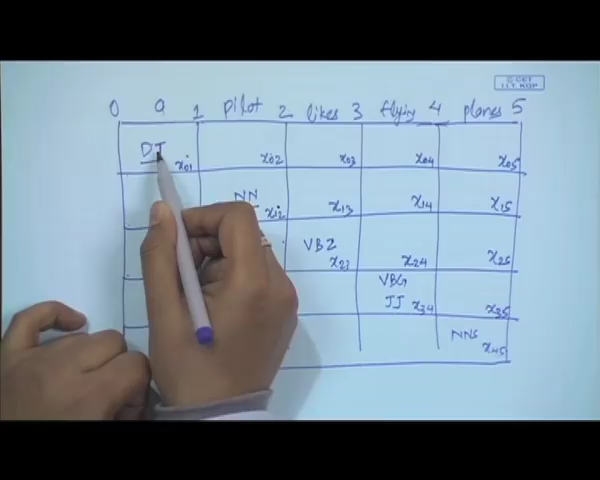 © CET
I.I.T. KGP
0 a 1 pilot 2 likes 3 flying 4 planes 5
DT x01 x02 x03 x04 x05
NN x12 x13 x14 x15
VBZ x23 x24 x25
VBG
JJ x34 x35
NNS x45